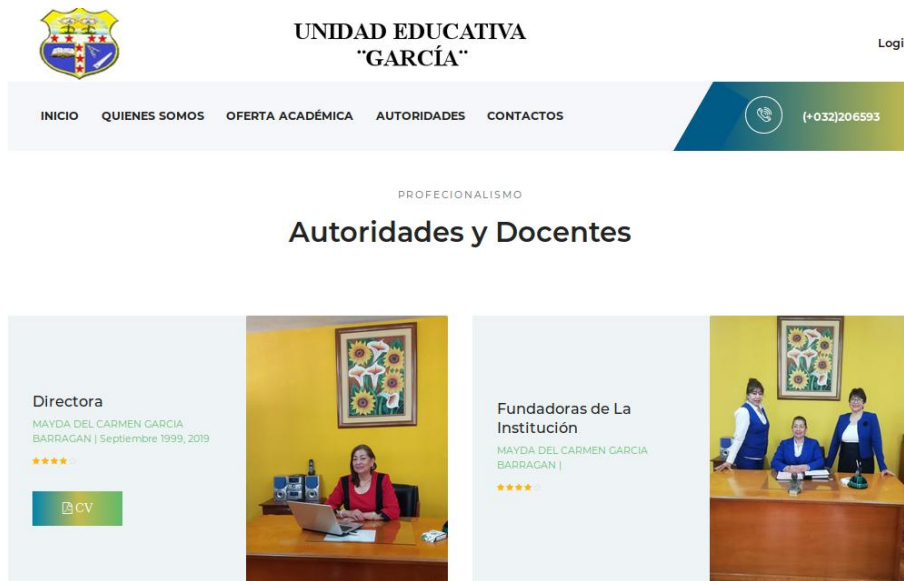 UNIDAD EDUCATIVA
¨GARCÍA¨
Logi
INICIO QUIENES SOMOS OFERTA ACADÉMICA AUTORIDADES CONTACTOS
(+032)206593
PROFECIONALISMO
Autoridades y Docentes
Directora
MAYDA DEL CARMEN GARCIA
BARRAGAN | Septiembre 1999, 2019
CV
Fundadoras de La
Institución
MAYDA DEL CARMEN GARCIA
BARRAGAN |